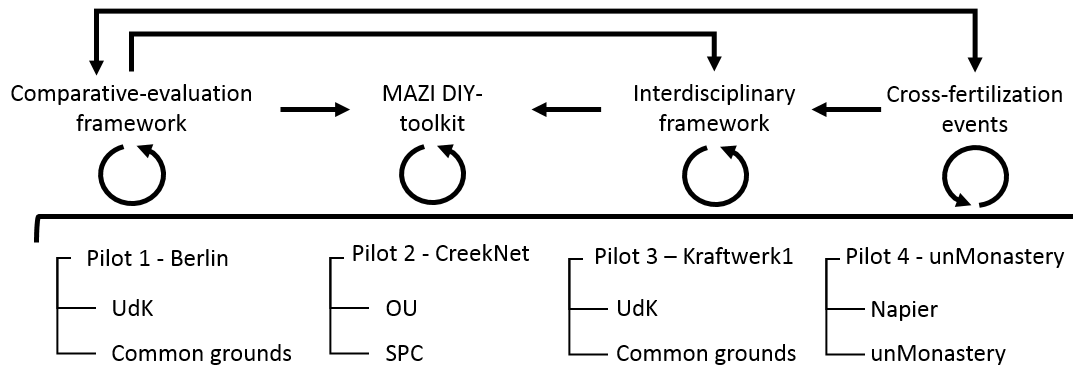 Comparative-evaluation
framework
MAZI DIY-
toolkit
Interdisciplinary
framework
Cross-fertilization
events
Pilot 1 - Berlin
UdK
Common grounds
Pilot 2 - CreekNet
OU
SPC
Pilot 3 – Kraftwerk1
UdK
Common grounds
Pilot 4 - unMonastery
Napier
unMonastery